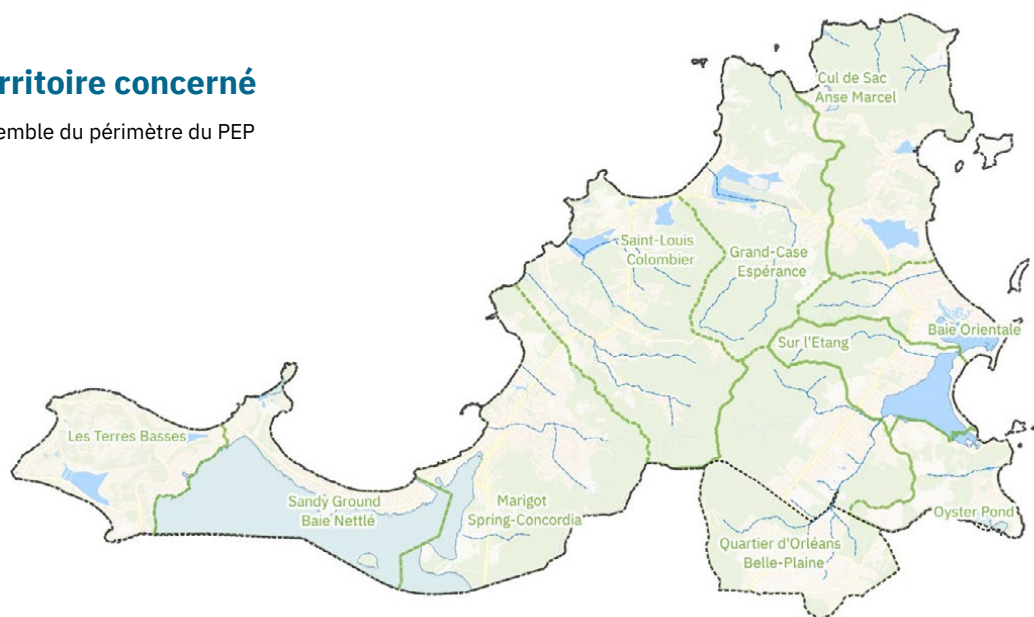 rritoire concerné
emble du périmètre du PEP
Cul de Sac
Anse Marcel
Saint-Louis
Colombier
Grand-Case
Espérance
Baie Orientale
Sur l'Etang
Les Terres Basses
Sandy Ground
Baie Nettlé
Marigot
Spring-Concordia
Oyster Pond
Quartier d'Orléans
Belle-Plaine